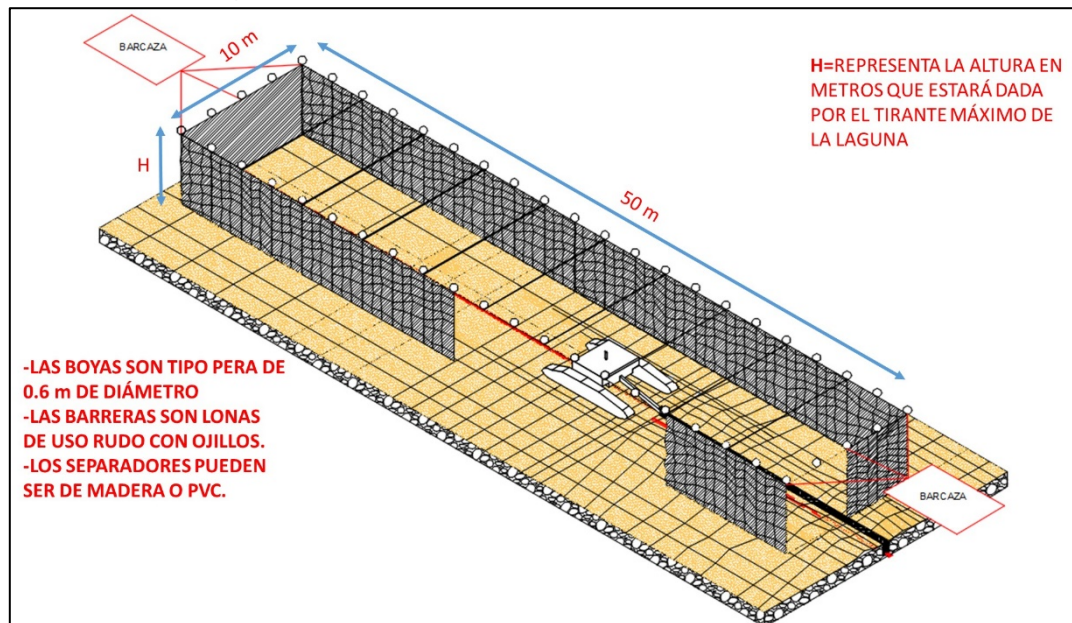 BARCAZA
10 m
H=REPRESENTA LA ALTURA EN
METROS QUE ESTARÁ DADA
POR EL TIRANTE MÁXIMO DE
LA LAGUNA
H
50 m
-LAS BOYAS SON TIPO PERA DE
0.6 m DE DIÁMETRO
-LAS BARRERAS SON LONAS
DE USO RUDO CON OJILLOS.
-LOS SEPARADORES PUEDEN
SER DE MADERA O PVC.
BARCAZA